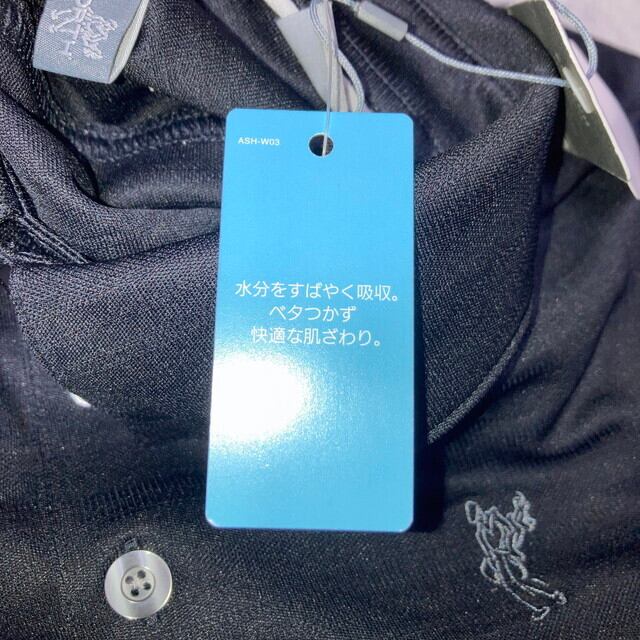 ASH-W03
水分をすばやく吸収。
ベタつかず
快適な肌ざわり。